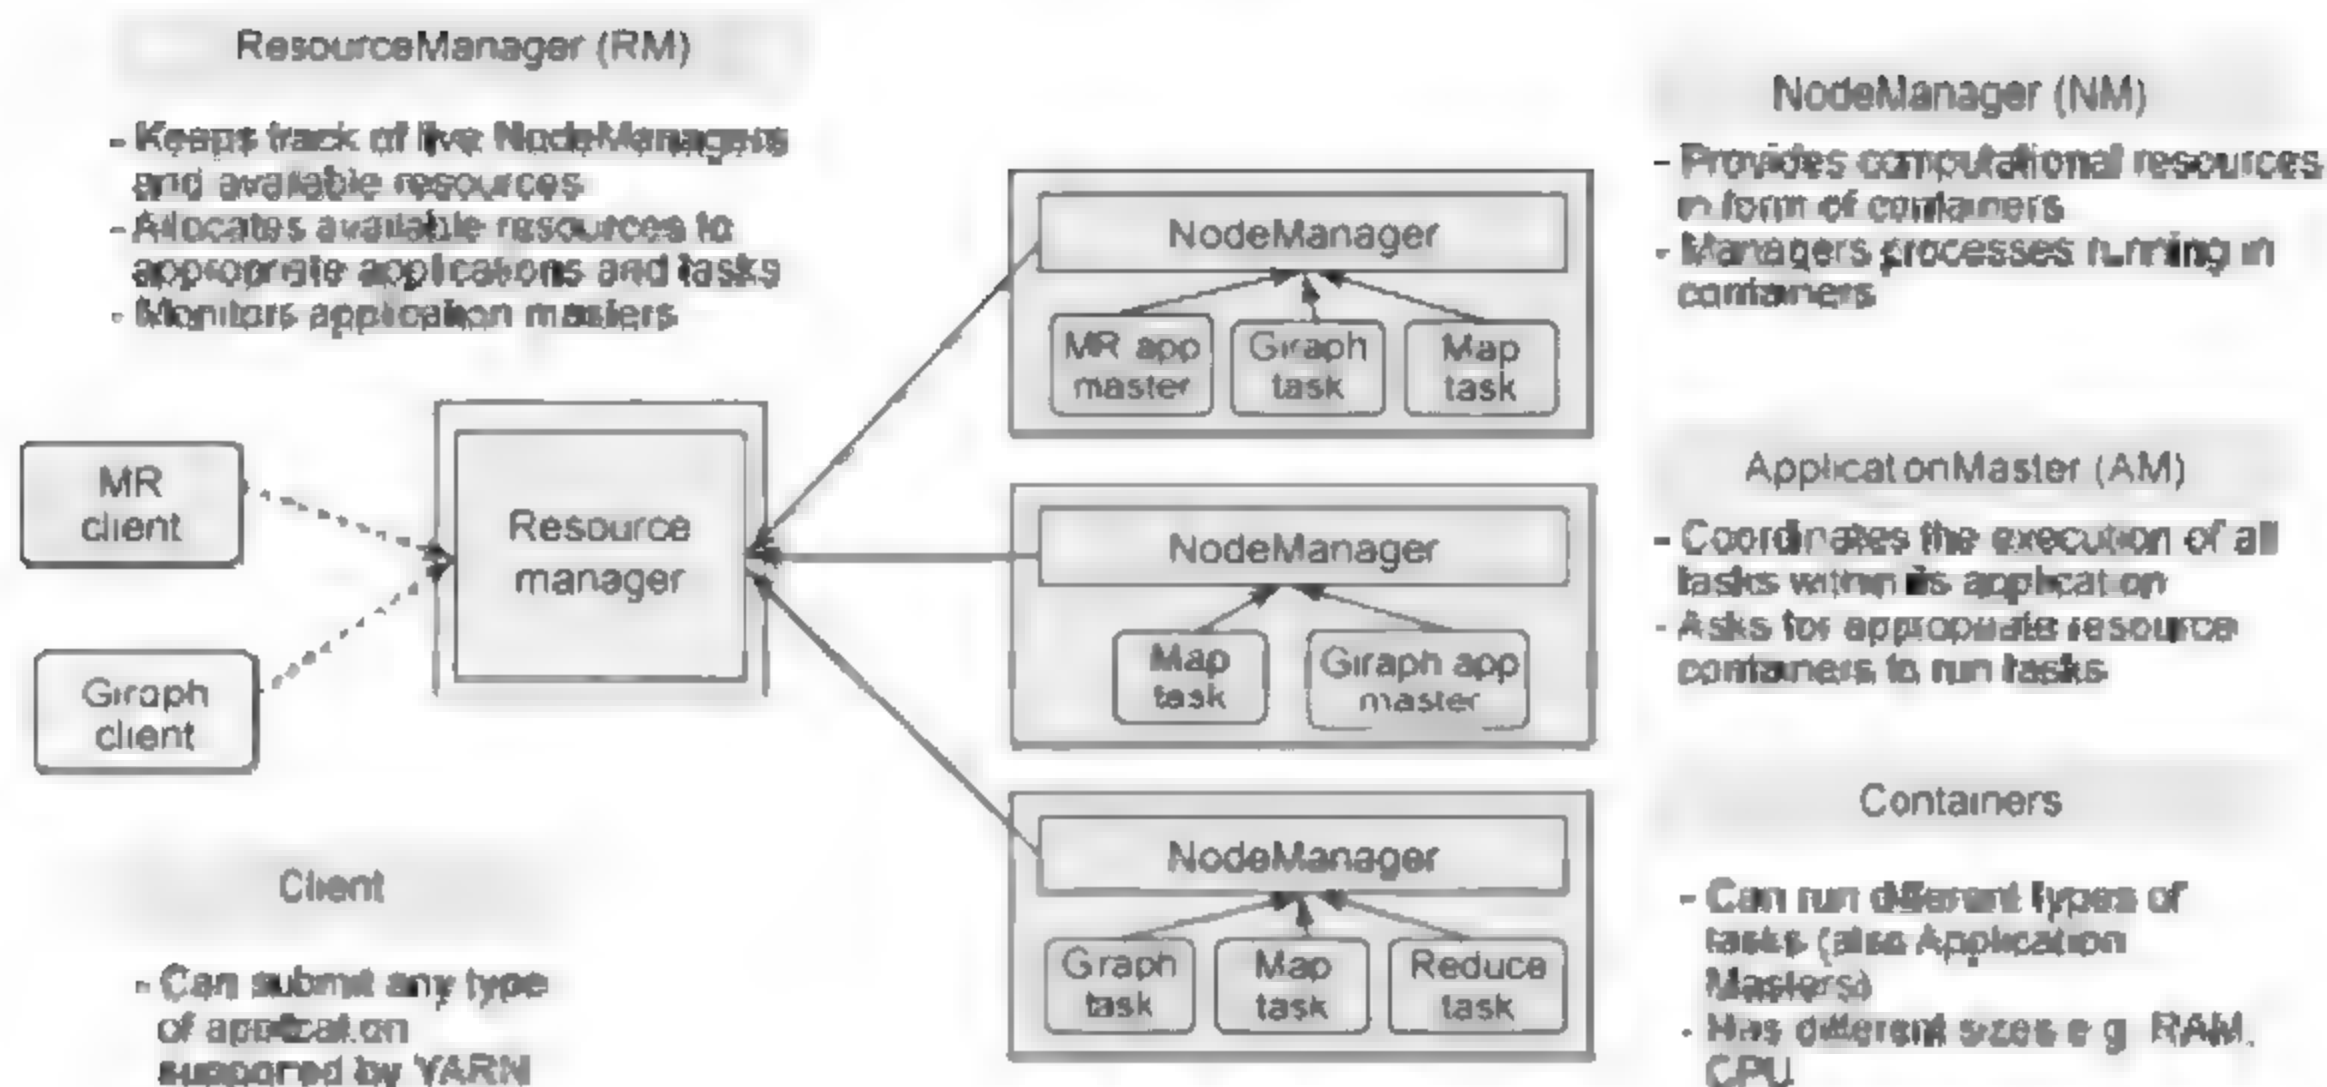 ResourceManager (RM)
- Keeps track of live NodeManagers
and available resources
- Allocates available resources to
appropriate applications and tasks
- Monitors application masters
MR
client
Giraph
client
Resource
manager
Client
- Can submit any type
of application
supported by YARN
NodeManager
MR app
master
Giraph
task
Map
task
NodeManager
Map
task
Giraph app
master
NodeManager
Giraph
task
Map
task
Reduce
task
NodeManager (NM)
- Provides computational resources
in form of containers
- Managers processes running in
containers
ApplicationMaster (AM)
- Coordinates the execution of all
tasks within its application
- Asks for appropriate resource
containers to run tasks
Containers
- Can run different types of
tasks (also Application
Masters)
- Has different sizes e.g. RAM,
CPU